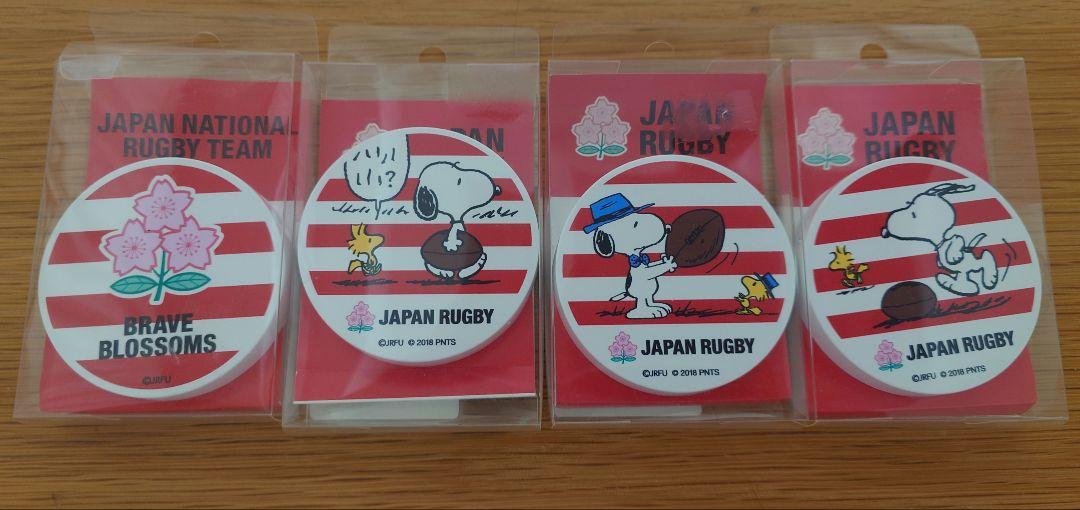 JAPAN NATIONAL
RUGBY TEAM
BRAVE
BLOSSOMS
©JRFU
PAN
?
JAPAN RUGBY
©JRFU © 2018 PNTS
JAPAN
RUGBY
JAPAN RUGBY
©JRFU © 2018 PNTS
JAPAN
RUGBY
JAPAN RUGBY
©JRFU © 2018 PNTS